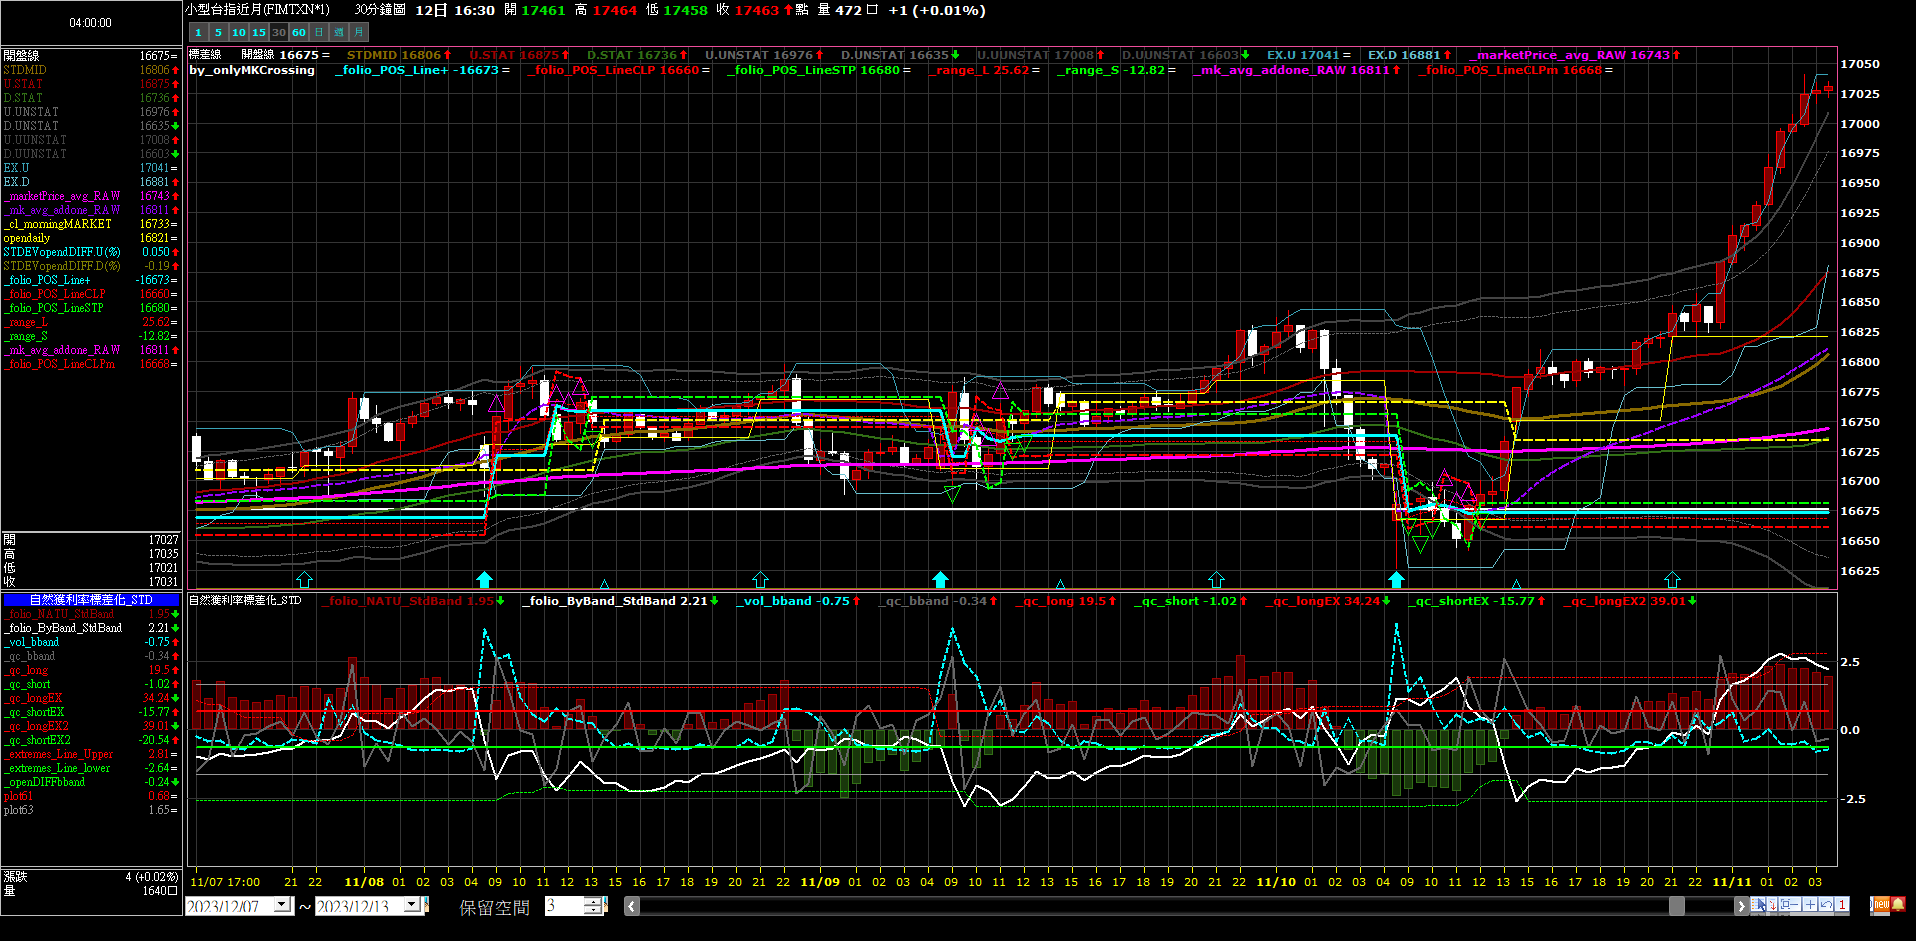 小型台指近月(FIMTXN*1) 30分鐘圖 12日 16:30 開 17461 高 17464 低 17458 收 17463 點 量 472口 +1 (+0.01%)
04:00:00
1 5 10 15 30 60 日 週 月
標差線 開盤線 16675 = STDMID 16806 U.STAT 16875 D.STAT 16736 U.UNSTAT 16976 D.UNSTAT 16635 U.UUNSTAT 17008 D.UUNSTAT 16603 EX.U 17041 = EX.D 16881 _marketPrice_avg_RAW 16743
by_onlyMKCrossing _folio_POS_Line+ -16673 = _folio_POS_LineCLP 16660 = _folio_POS_LineSTP 16680 = _range_L 25.62 = _range_S -12.82 = _mk_avg_addone_RAW 16811 _folio_POS_LineCLPm 16668 =
開盤線 16675=
STDMID 16806
U.STAT 16875
D.STAT 16736
U.UNSTAT 16976
D.UNSTAT 16635
U.UUNSTAT 17008
D.UUNSTAT 16603
EX.U 17041=
EX.D 16881
_marketPrice_avg_RAW 16743
_mk_avg_addone_RAW 16811
_cl_morningMARKET 16733=
opendaily 16821=
STDEVopendDIFF.U(%) 0.050
STDEVopendDIFF.D(%) -0.19
_folio_POS_Line+ -16673=
_folio_POS_LineCLP 16660=
_folio_POS_LineSTP 16680=
_range_L 25.62=
_range_S -12.82=
_mk_avg_addone_RAW 16811
_folio_POS_LineCLPm 16668=
開 17027
高 17035
低 17021
收 17031
17050
17025
17000
16975
16950
16925
16900
16875
16850
16825
16800
16775
16750
16725
16700
16675
16650
16625
自然獲利率標差化_STD
_folio_NATU_StdBand 1.95
_folio_ByBand_StdBand 2.21
_vol_bband -0.75
_qc_bband -0.34
_qc_long 19.5
_qc_short -1.02
_qc_longEX 34.24
_qc_shortEX -15.77
_qc_longEX2 39.01
_qc_shortEX2 -20.54
_extremes_Line_Upper 2.81=
_extremes_Line_lower -2.64=
_openDIFFbband -0.24
plot61 0.68=
plot63 1.65=
自然獲利率標差化_STD _folio_NATU_StdBand 1.95 _folio_ByBand_StdBand 2.21 _vol_bband -0.75 _qc_bband -0.34 _qc_long 19.5 _qc_short -1.02 _qc_longEX 34.24 _qc_shortEX -15.77 _qc_longEX2 39.01
2.5
0.0
-2.5
漲跌 4 (+0.02%)
量 1640口
11/07 17:00 21 22 11/08 01 02 03 04 09 10 11 12 13 15 16 17 18 19 20 21 22 11/09 01 02 03 04 09 10 11 12 13 15 16 17 18 19 20 21 22 11/10 01 02 03 04 09 10 11 12 13 15 16 17 18 19 20 21 22 11/11 01 02 03
2023/12/07 ~ 2023/12/13 保留空間 3
1
new